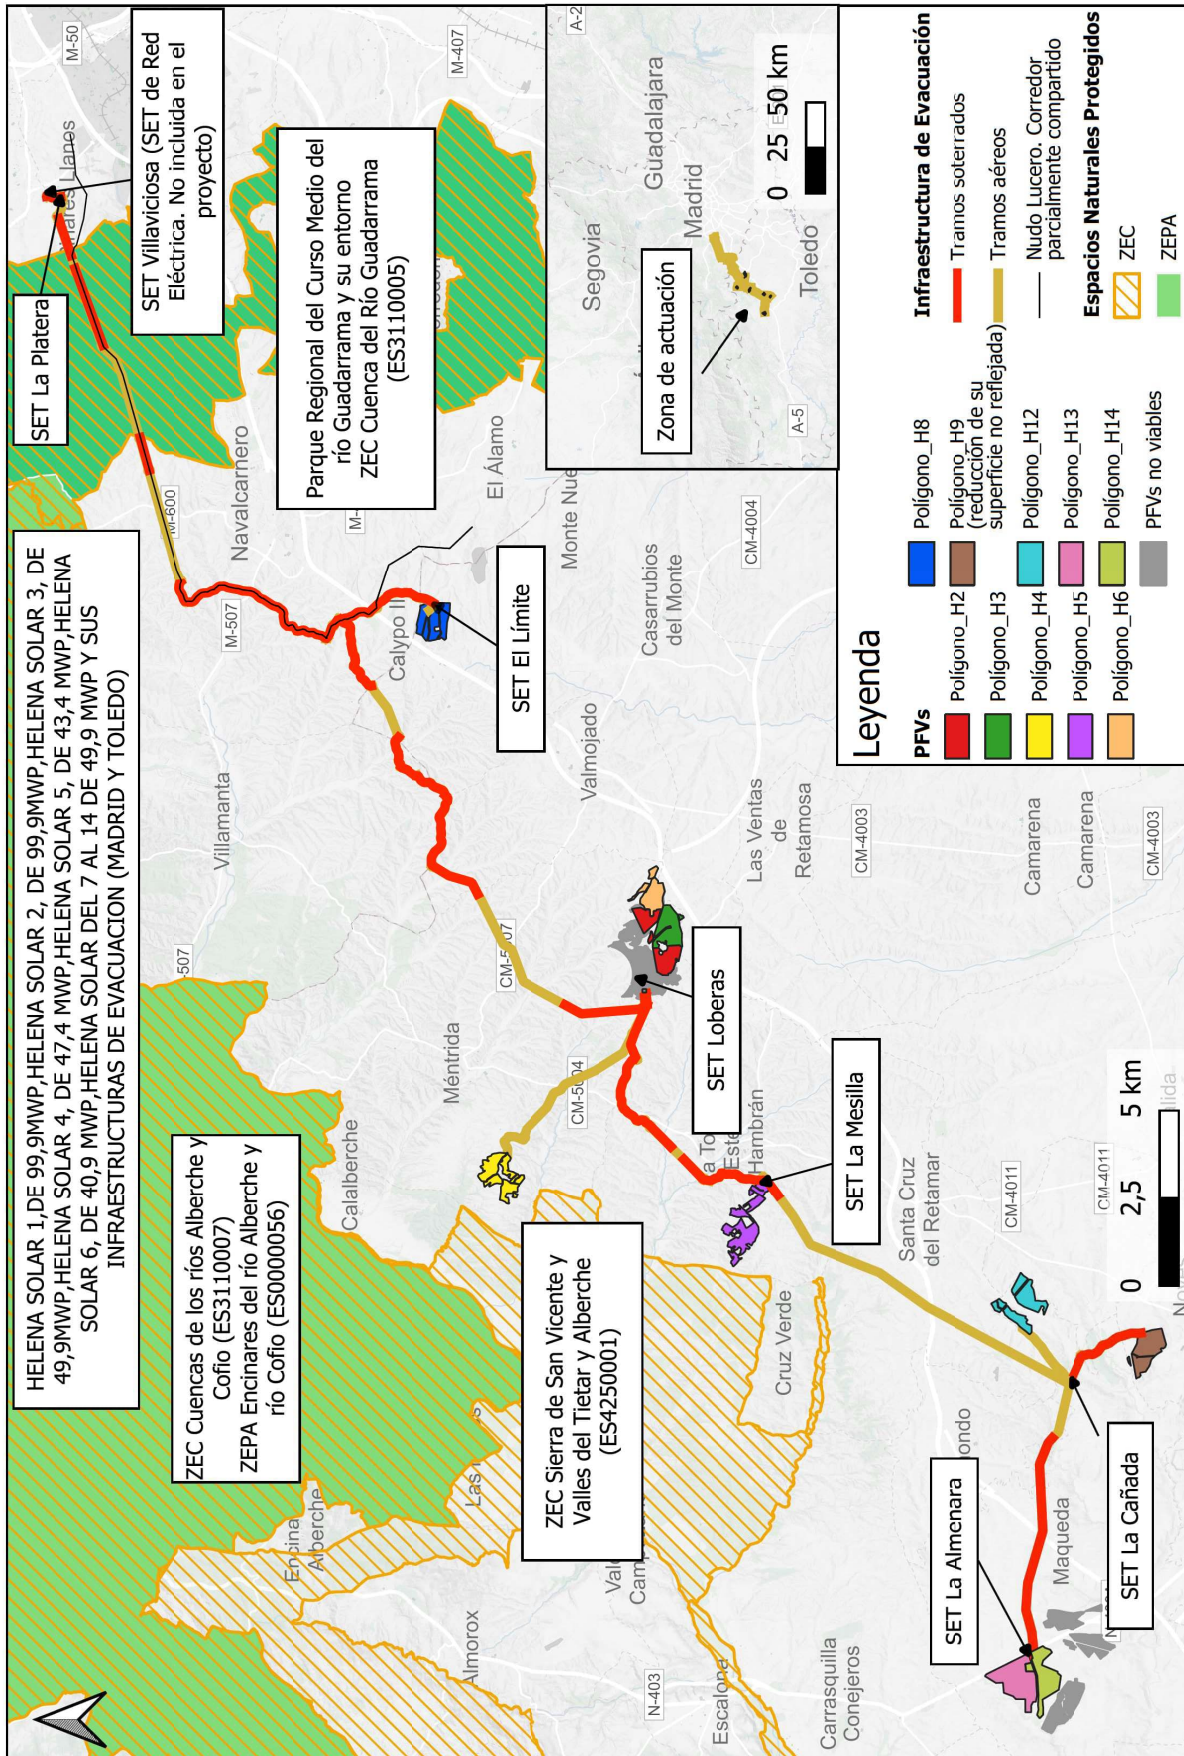 HELENA SOLAR 1,DE 99,9MWP,HELENA SOLAR 2, DE 99,9MWP,HELENA SOLAR 3, DE
49,9MWP,HELENA SOLAR 4, DE 47,4 MWP,HELENA SOLAR 5, DE 43,4 MWP,HELENA
SOLAR 6, DE 40,9 MWP,HELENA SOLAR DEL 7 AL 14 DE 49,9 MWP Y SUS
INFRAESTRUCTURAS DE EVACUACION (MADRID Y TOLEDO)
SET La Platera
SET Villaviciosa (SET de Red
Eléctrica. No incluida en el
proyecto)
Parque Regional del Curso Medio del
río Guadarrama y su entorno
ZEC Cuenca del Río Guadarrama
(ES3110005)
ZEC Cuencas de los ríos Alberche y
Cofio (ES3110007)
ZEPA Encinares del río Alberche y
río Cofio (ES0000056)
ZEC Sierra de San Vicente y
Valles del Tietar y Alberche
(ES4250001)
SET El Límite
SET Loberas
SET La Mesilla
SET La Almenara
SET La Cañada
M-50
M-407
Llanos
M-600
Navalcarnero
M-507
El Álamo
Calypo
Monte
Villamanta
Casarrubios
del Monte
CM-4004
Valmojado
Las Ventas
de
Retamosa
CM-4003
Camarena
Camarena
CM-4003
Méntrida
CM-5004
Calalberche
Hambrán
Santa Cruz
del Retamar
CM-4011
CM-4011
Cruz Verde
Alberche
Almorox
N-403
Escalona
Carrasquilla
Conejeros
Maqueda
0 2,5 5 km
A-2
Guadalajara
Segovia
Madrid
Toledo
A-5
Zona de actuación
0 25 50 km
Leyenda
PFVs
Polígono_H2
Polígono_H3
Polígono_H4
Polígono_H5
Polígono_H6
Polígono_H8
Polígono_H9
(reducción de su
superficie no reflejada)
Polígono_H12
Polígono_H13
Polígono_H14
PFVs no viables
Infraestructura de Evacuación
Tramos soterrados
Tramos aéreos
Nudo Lucero. Corredor
parcialmente compartido
Espacios Naturales Protegidos
ZEC
ZEPA